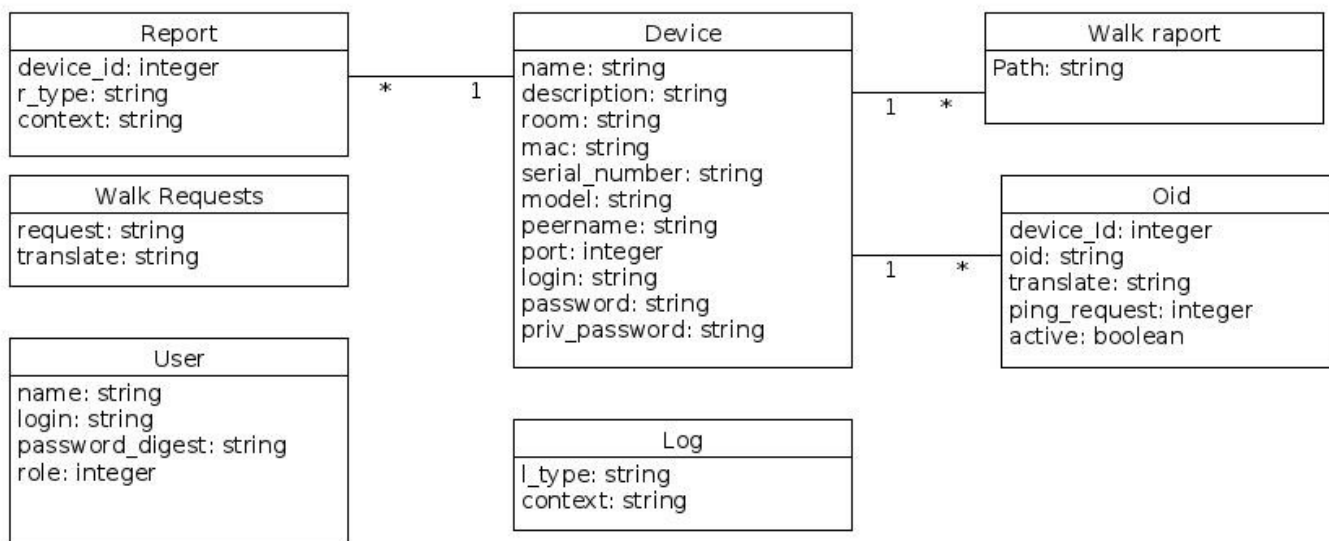 Report
device_id: integer
r_type: string
context: string
*
1
Device
name: string
description: string
room: string
mac: string
serial_number: string
model: string
peername: string
port: integer
login: string
password: string
priv_password: string
1
*
Walk raport
Path: string
Walk Requests
request: string
translate: string
1
*
Oid
device_Id: integer
oid: string
translate: string
ping_request: integer
active: boolean
User
name: string
login: string
password_digest: string
role: integer
Log
l_type: string
context: string